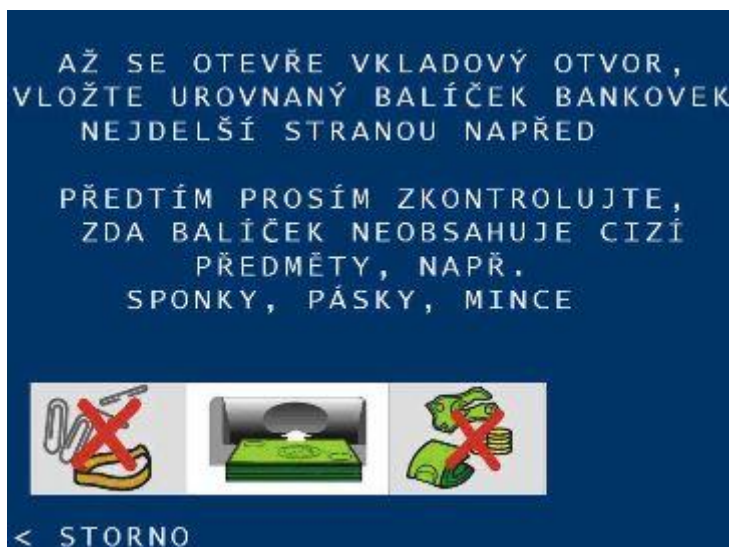 AŽ SE OTEVŘE VKLADOVÝ OTVOR,
VLOŽTE UROVNANÝ BALÍČEK BANKOVEK
NEJDELŠÍ STRANOU NAPŘED
PŘEDTÍM PROSÍM ZKONTROLUJTE,
ZDA BALÍČEK NEOBSAHUJE CIZÍ
PŘEDMĚTY, NAPŘ.
SPONKY, PÁSKY, MINCE
< STORNO